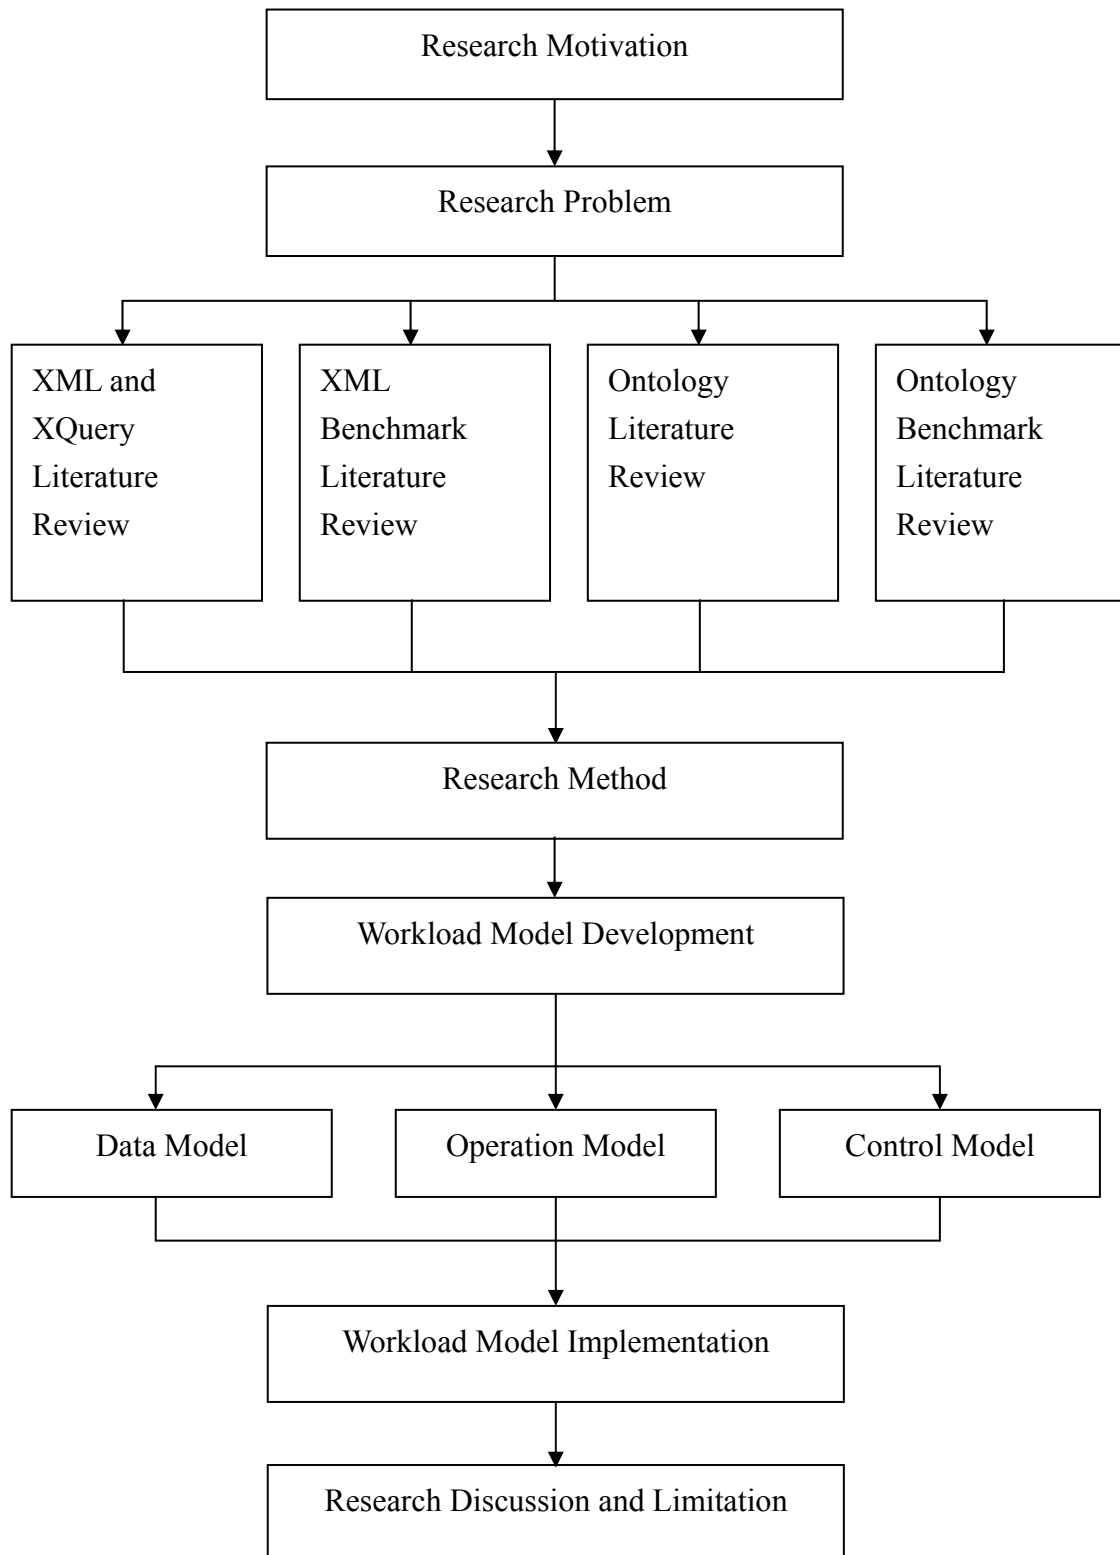 Research Motivation
Research Problem
XML and
XQuery
Literature
Review
XML
Benchmark
Literature
Review
Ontology
Literature
Review
Ontology
Benchmark
Literature
Review
Research Method
Workload Model Development
Data Model
Operation Model
Control Model
Workload Model Implementation
Research Discussion and Limitation